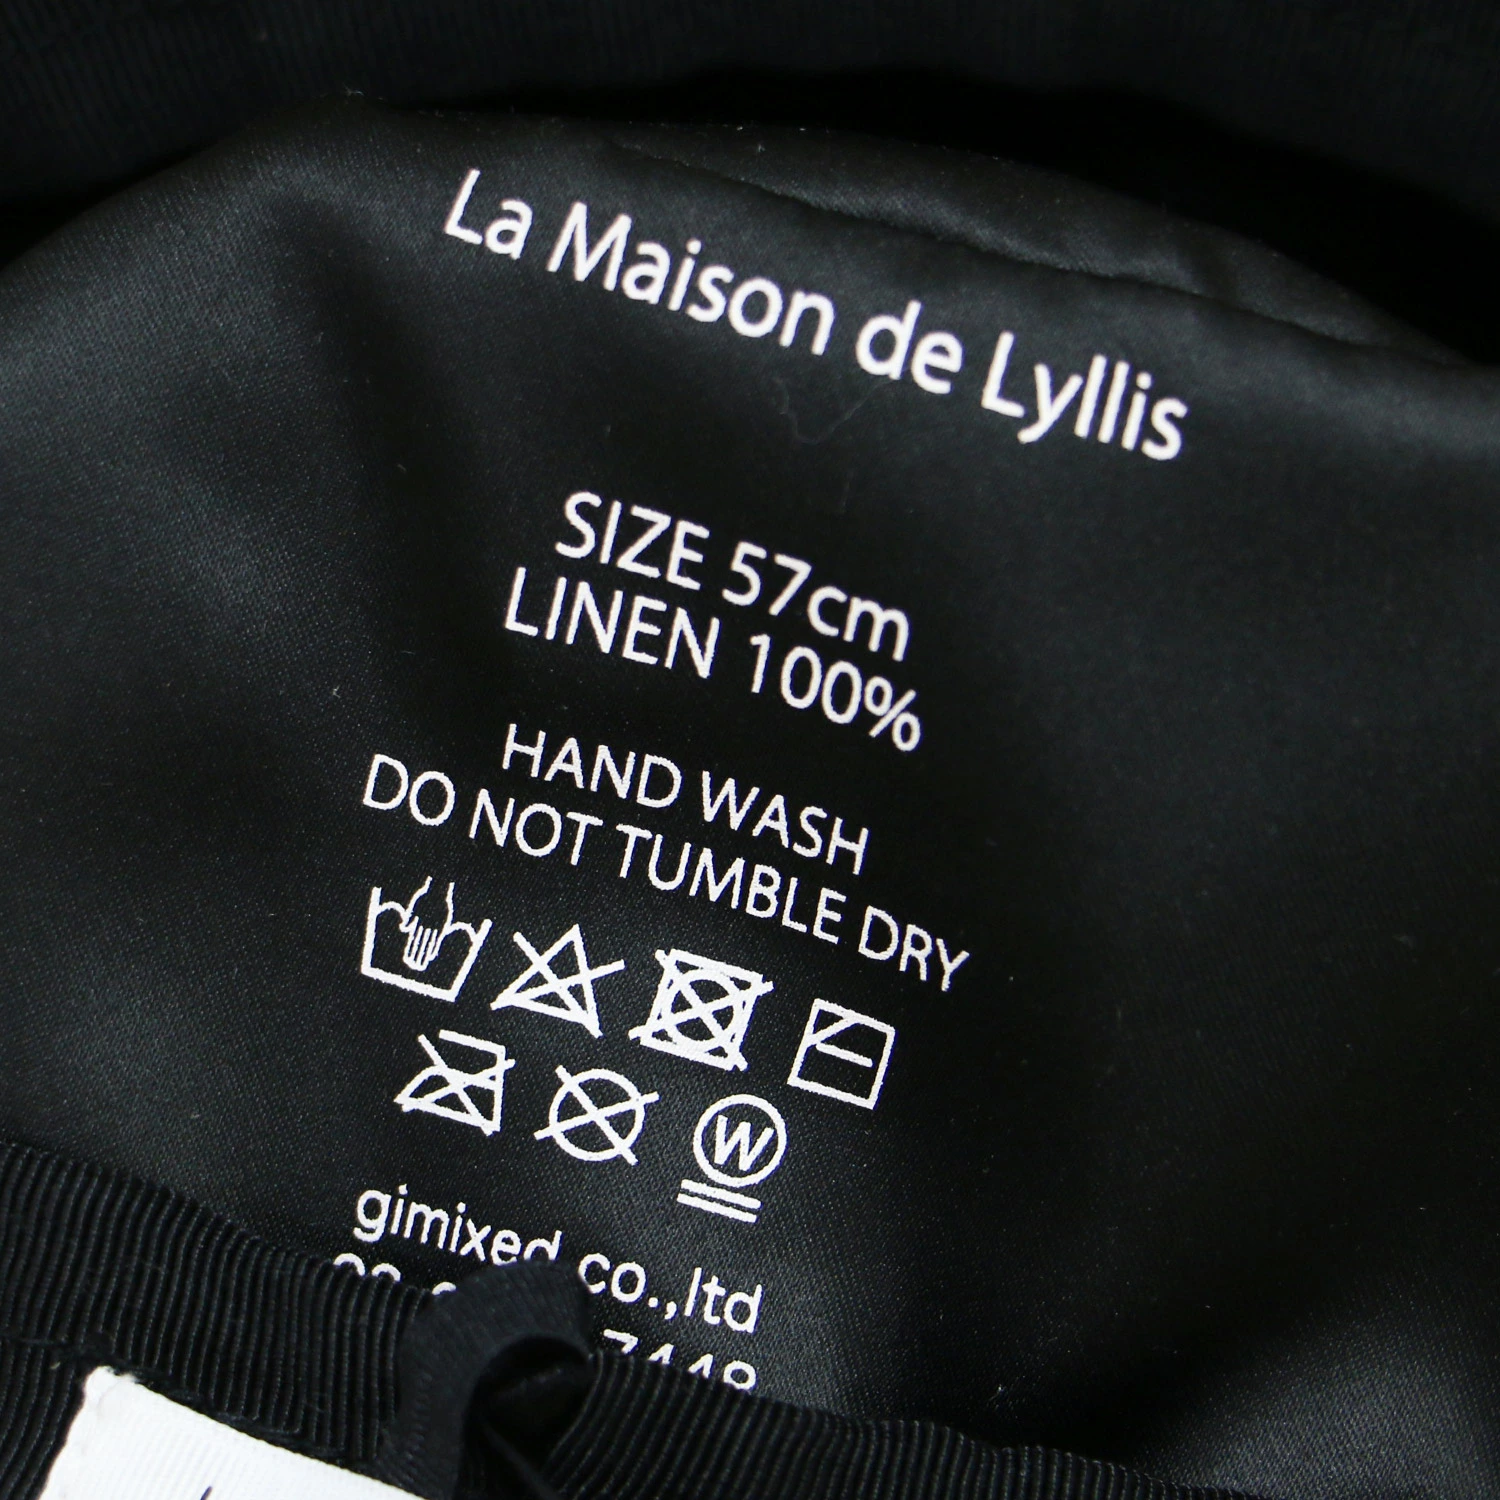 La Maison de Lyllis
SIZE 57cm
LINEN 100%
HAND WASH
DO NOT TUMBLE DRY
W
gimixed co.,ltd